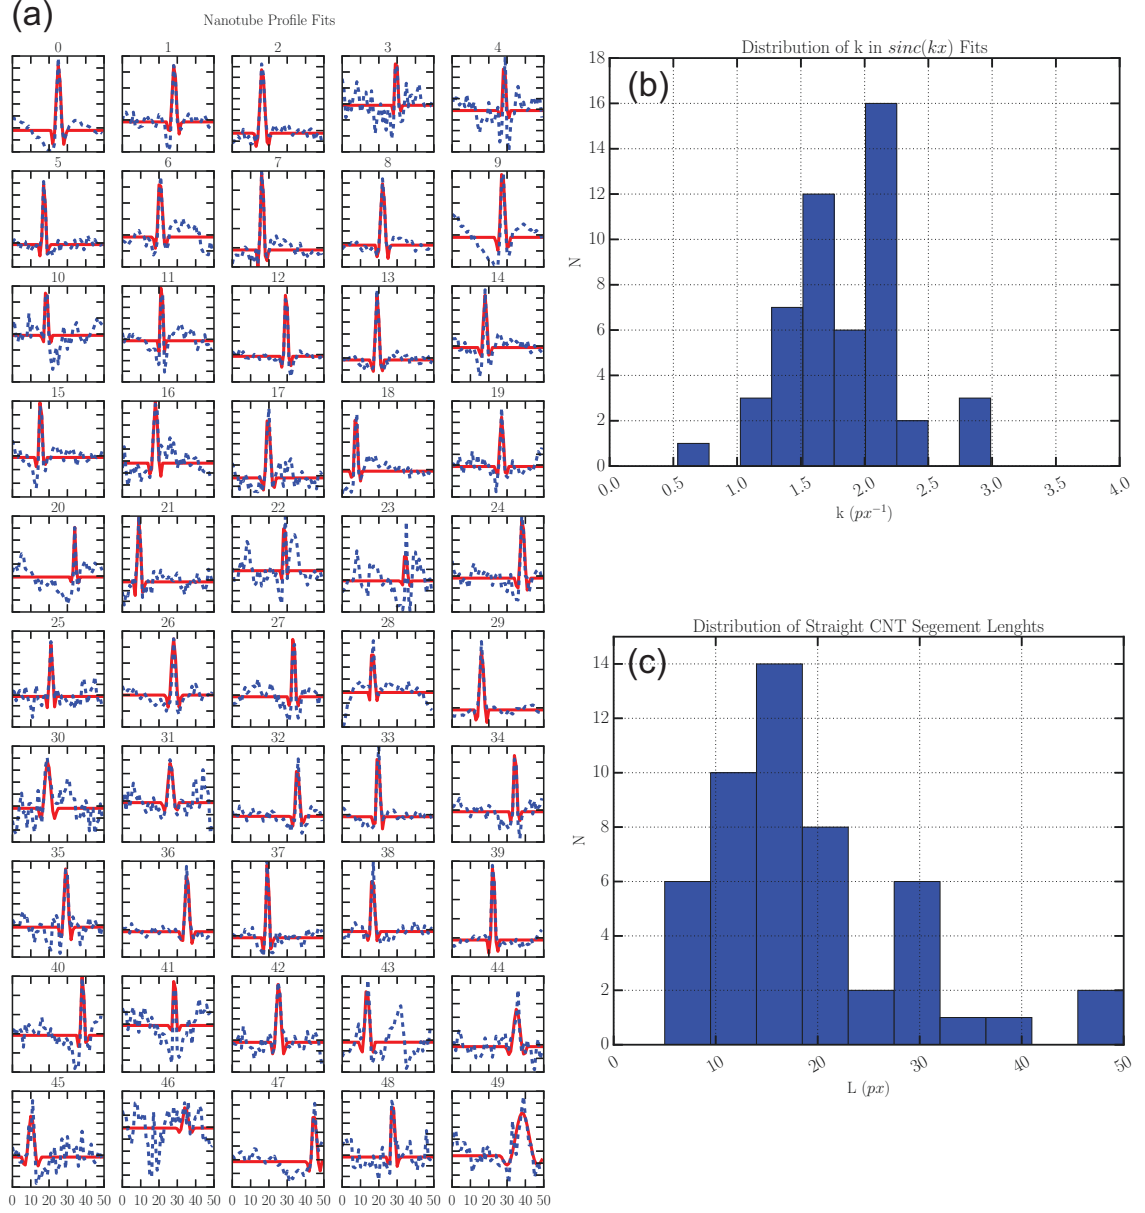 (a)
Nanotube Profile Fits
0 1 2 3 4
5 6 7 8 9
10 11 12 13 14
15 16 17 18 19
20 21 22 23 24
25 26 27 28 29
30 31 32 33 34
35 36 37 38 39
40 41 42 43 44
45 46 47 48 49
0 10 20 30 40 50 0 10 20 30 40 50 0 10 20 30 40 50 0 10 20 30 40 50 0 10 20 30 40 50
Distribution of k in sinc(kx) Fits
(b)
18
16
14
12
10
8
6
4
2
0
N
0.0 0.5 1.0 1.5 2.0 2.5 3.0 3.5 4.0
k (px⁻¹)
Distribution of Straight CNT Segement Lenghts
(c)
14
12
10
8
6
4
2
0
N
0 10 20 30 40 50
L (px)